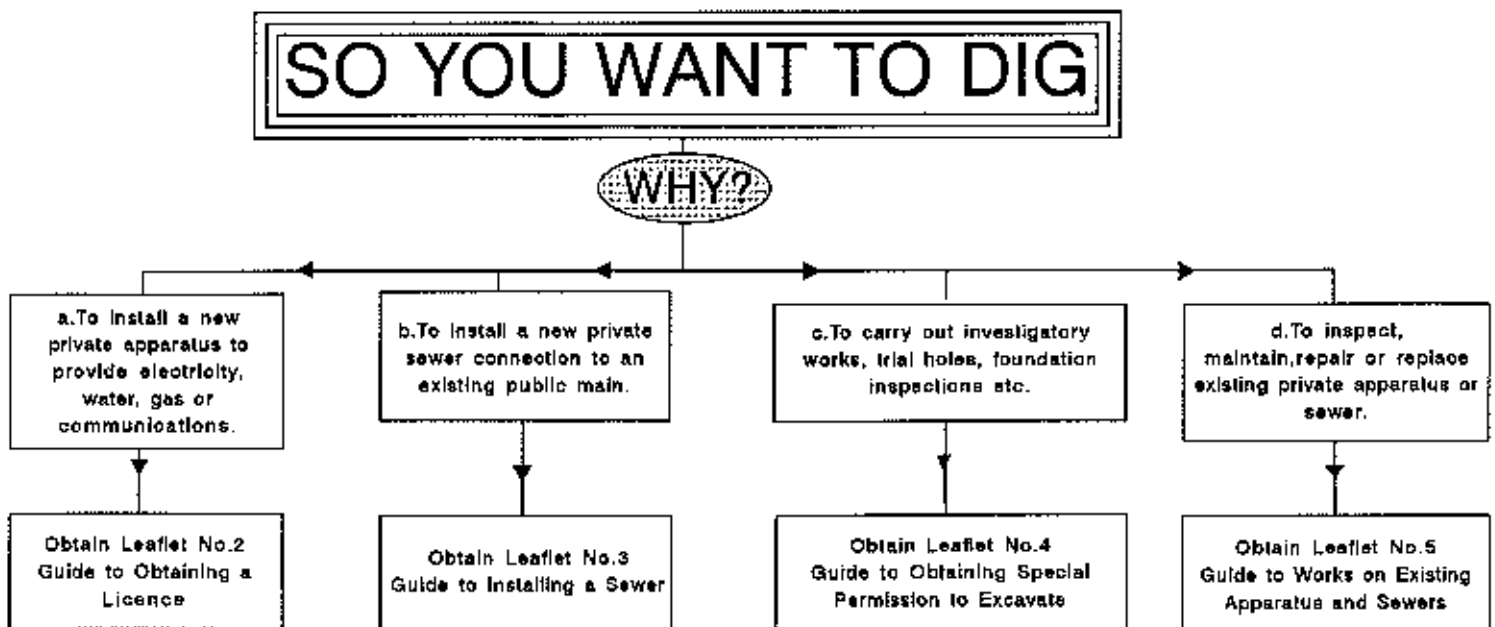 SO YOU WANT TO DIG
WHY?
a.To install a new
private apparatus to
provide electricity,
water, gas or
communications.
b.To install a new private
sewer connection to an
existing public main.
c.To carry out investigatory
works, trial holes, foundation
inspections etc.
d.To inspect,
maintain,repair or replace
existing private apparatus or
sewer.
Obtain Leaflet No.2
Guide to Obtaining a
Licence
Obtain Leaflet No.3
Guide to Installing a Sewer
Obtain Leaflet No.4
Guide to Obtaining Special
Permission to Excavate
Obtain Leaflet No.5
Guide to Works on Existing
Apparatus and Sewers